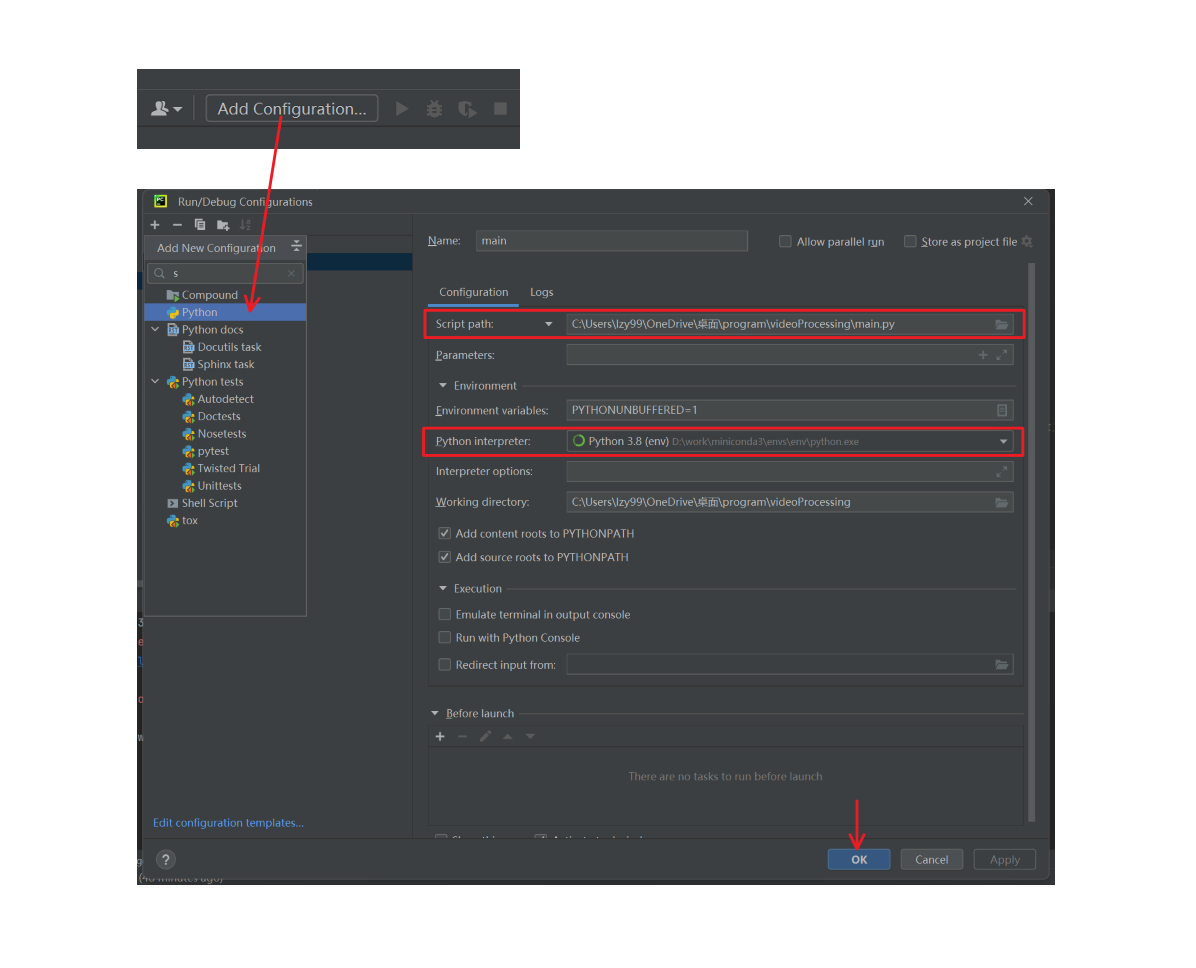 Add Configuration...
Run/Debug Configurations
Add New Configuration
s
Compound
Python
Python docs
Docutils task
Sphinx task
Python tests
Autodetect
Doctests
Nosetests
pytest
Twisted Trial
Unittests
Shell Script
tox
Edit configuration templates...
Name: main
Allow parallel run
Store as project file
Configuration Logs
Script path: C:\Users\lzy99\OneDrive\桌面\program\videoProcessing\main.py
Parameters:
Environment
Environment variables: PYTHONUNBUFFERED=1
Python interpreter: Python 3.8 (env) D:\work\miniconda3\envs\env\python.exe
Interpreter options:
Working directory: C:\Users\lzy99\OneDrive\桌面\program\videoProcessing
Add content roots to PYTHONPATH
Add source roots to PYTHONPATH
Execution
Emulate terminal in output console
Run with Python Console
Redirect input from:
Before launch
There are no tasks to run before launch
? OK Cancel Apply